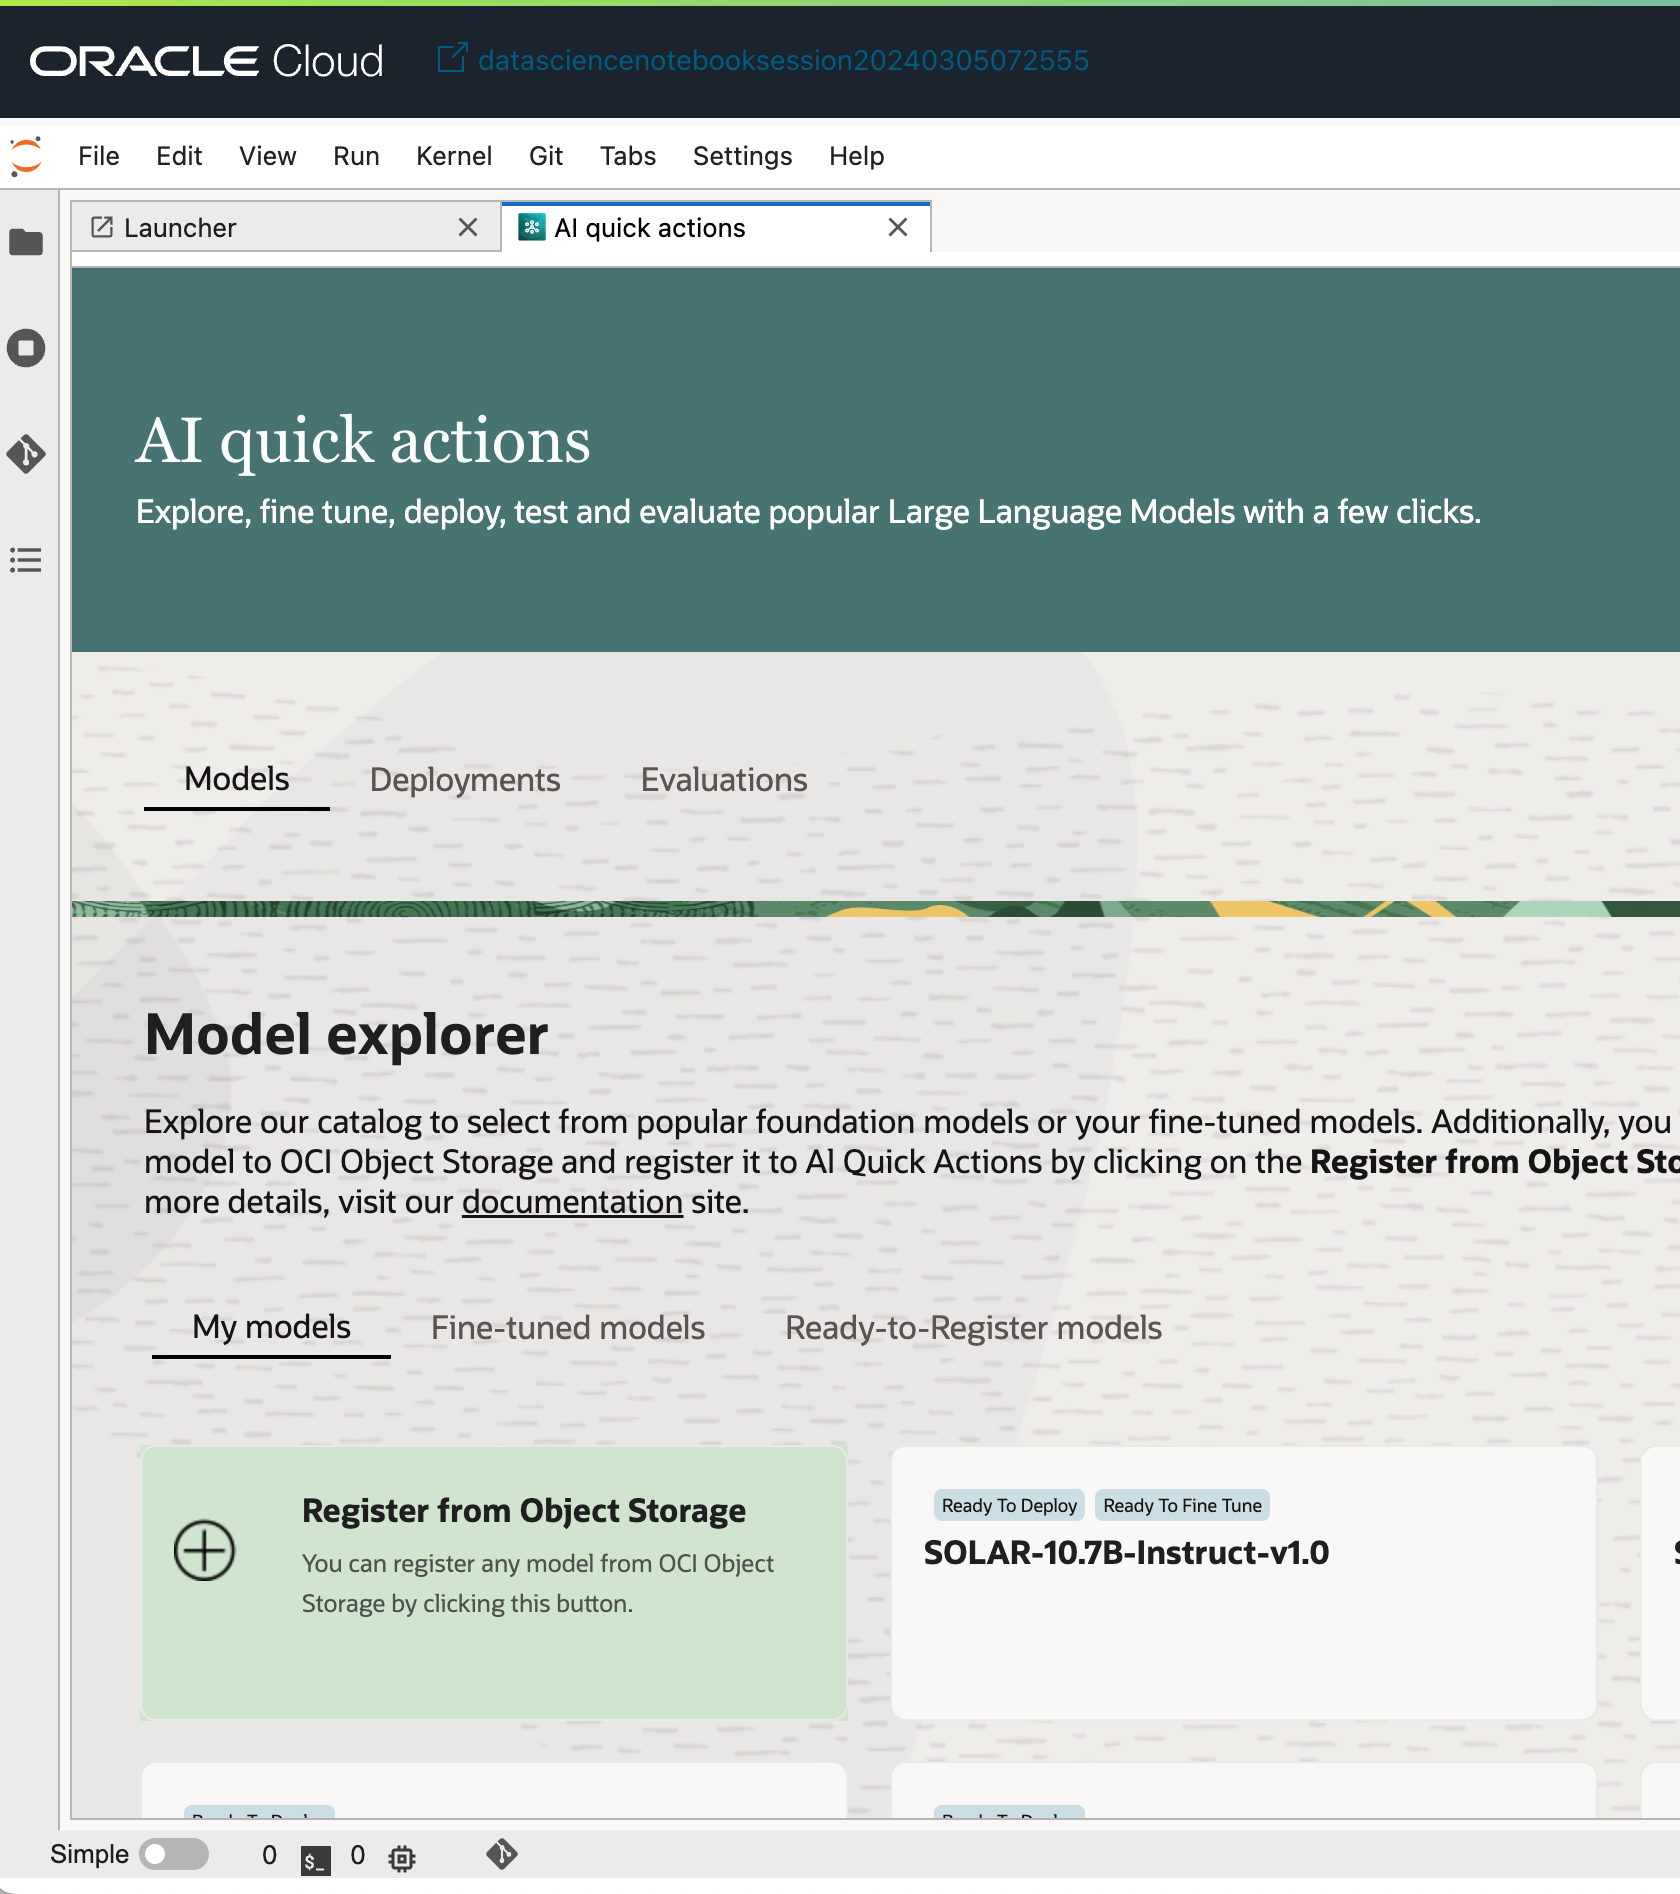 ORACLE Cloud
datasciencenotebooksession20240305072555
File Edit View Run Kernel Git Tabs Settings Help
Launcher
AI quick actions
AI quick actions
Explore, fine tune, deploy, test and evaluate popular Large Language Models with a few clicks.
Models Deployments Evaluations
Model explorer
Explore our catalog to select from popular foundation models or your fine-tuned models. Additionally, you
model to OCI Object Storage and register it to AI Quick Actions by clicking on the Register from Object
more details, visit our documentation site.
My models Fine-tuned models Ready-to-Register models
Register from Object Storage
You can register any model from OCI Object
Storage by clicking this button.
Ready To Deploy Ready To Fine Tune
SOLAR-10.7B-Instruct-v1.0
Simple 0 $_ 0